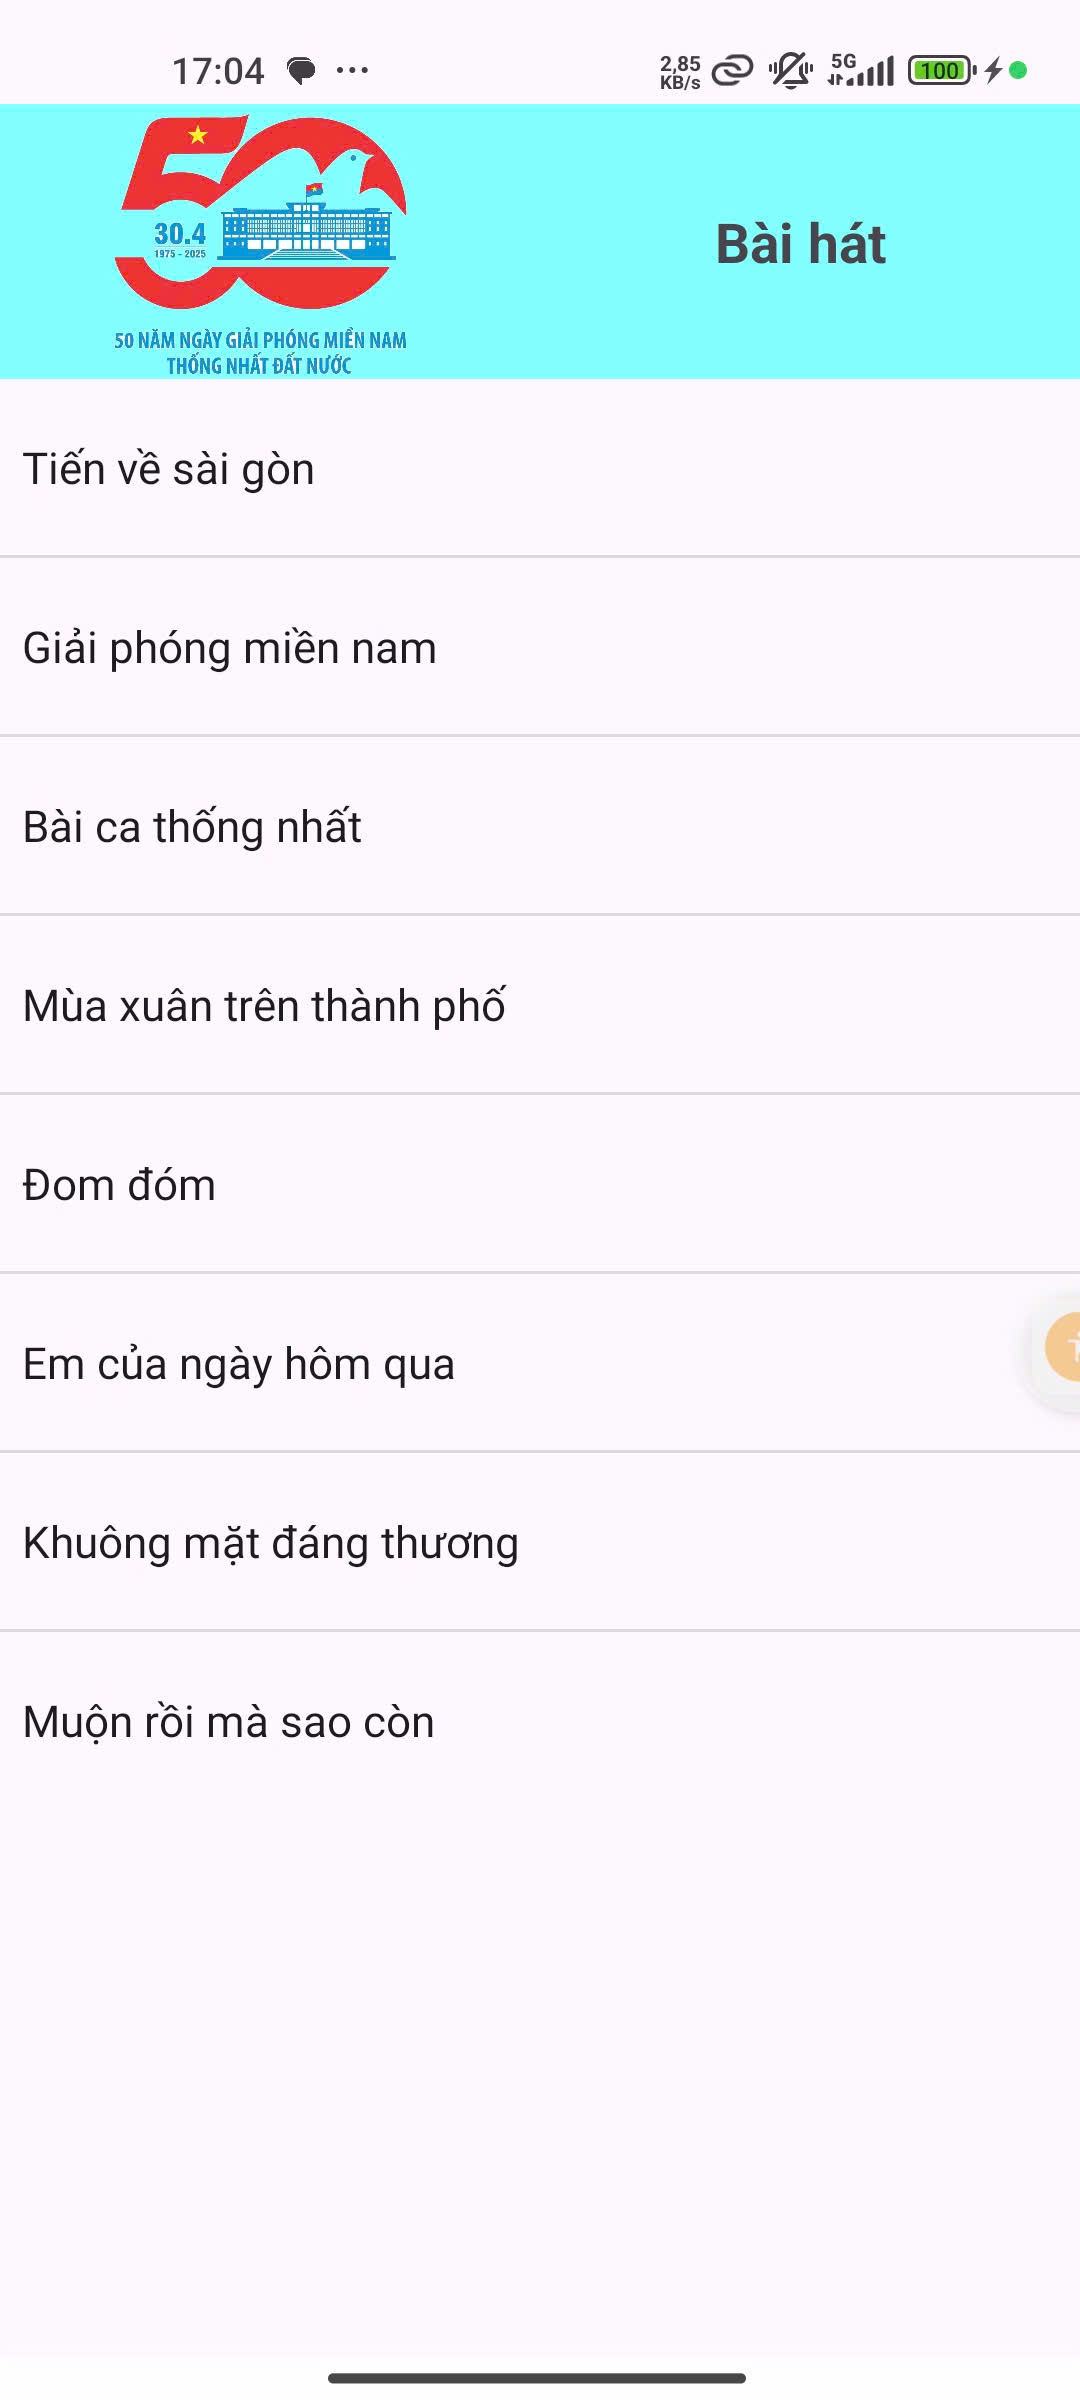 17:04
2,85
KB/s
5G
100
30.4
1975 - 2025
50 NĂM NGÀY GIẢI PHÓNG MIỀN NAM
THỐNG NHẤT ĐẤT NƯỚC
Bài hát
Tiến về sài gòn
Giải phóng miền nam
Bài ca thống nhất
Mùa xuân trên thành phố
Đom đóm
Em của ngày hôm qua
Khuông mặt đáng thương
Muộn rồi mà sao còn